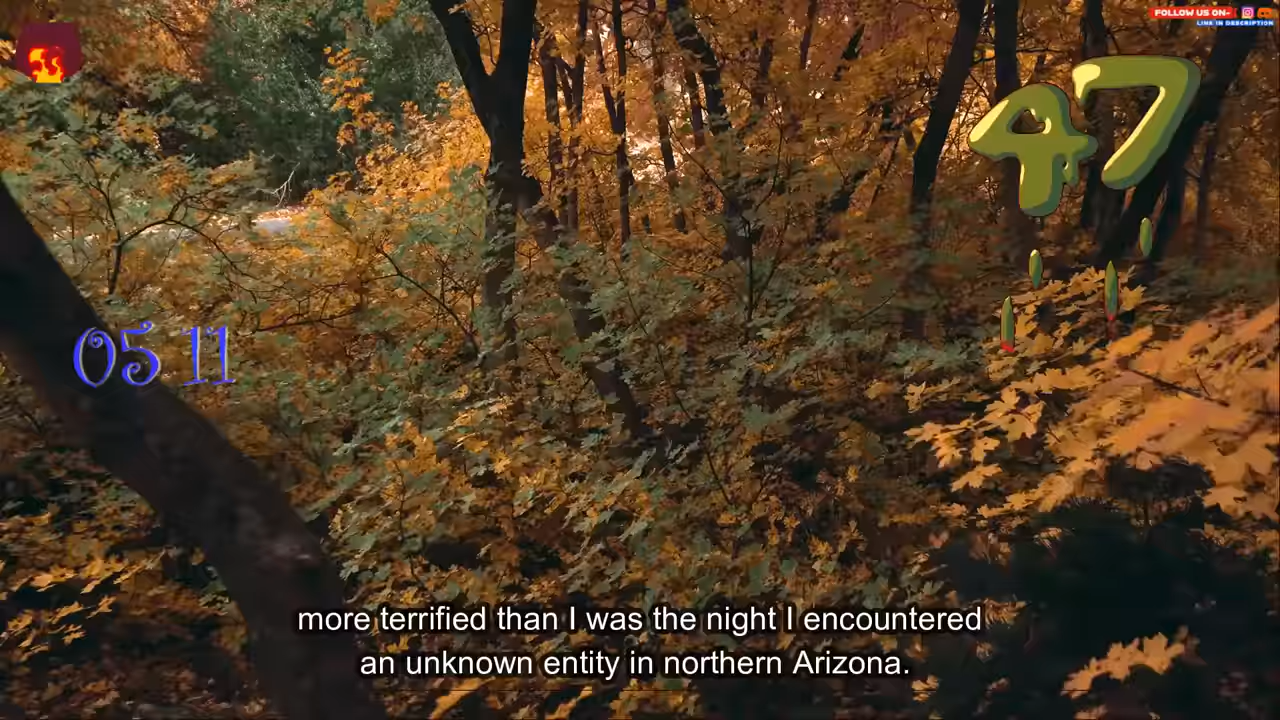 FOLLOW US ON-
LINK IN DESCRIPTION
47
05 11
more terrified than I was the night I encountered
an unknown entity in northern Arizona.